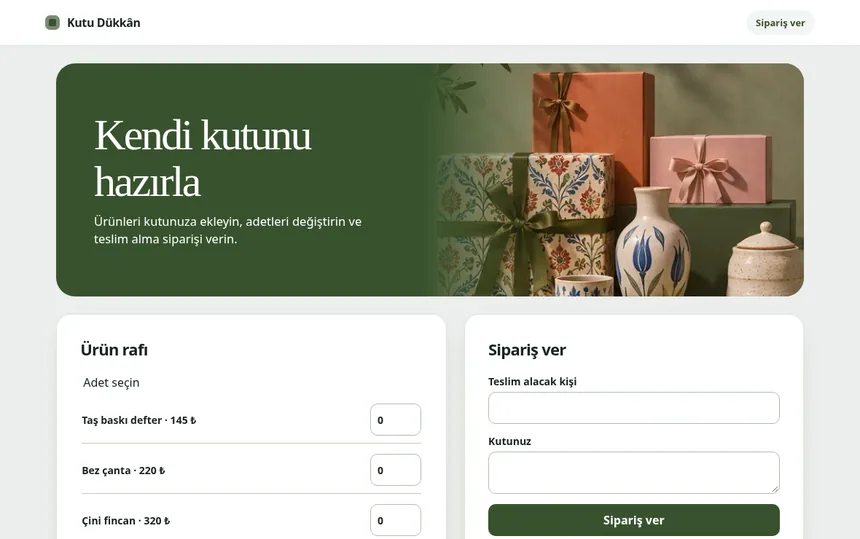 Kutu Dükkân
Sipariş ver
Kendi kutunu
hazırla
Ürünleri kutunuza ekleyin, adetleri değiştirin ve
teslim alma siparişi verin.
Ürün rafı
Adet seçin
Taş baskı defter · 145 ₺
0
Bez çanta · 220 ₺
0
Çini fincan · 320 ₺
0
Sipariş ver
Teslim alacak kişi
Kutunuz
Sipariş ver